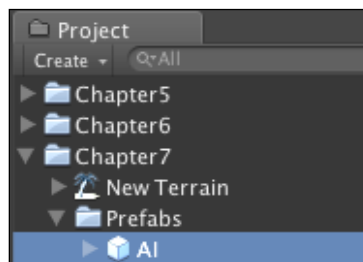 Project
Create All
Chapter5
Chapter6
Chapter7
New Terrain
Prefabs
AI